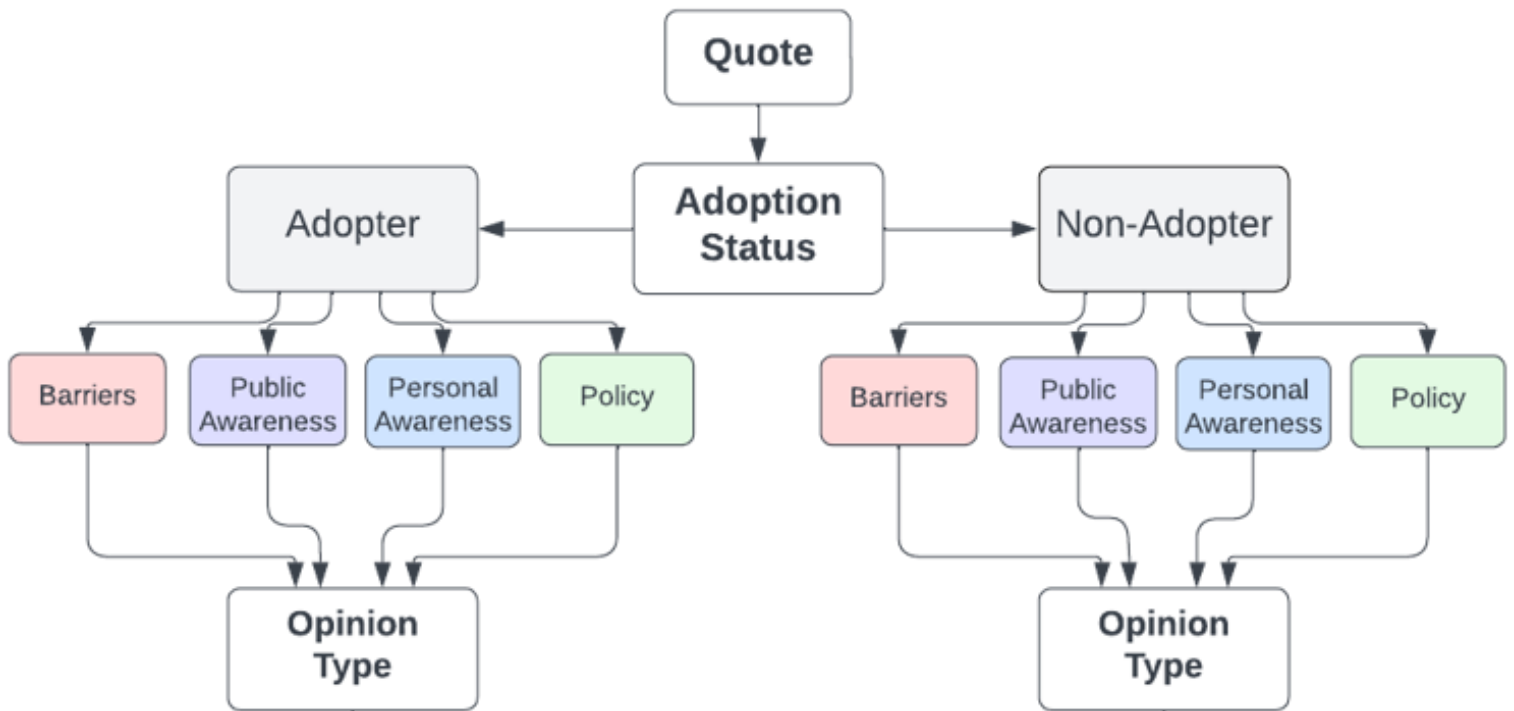 Quote
Adoption
Status
Adopter
Non-Adopter
Barriers
Public
Awareness
Personal
Awareness
Policy
Barriers
Public
Awareness
Personal
Awareness
Policy
Opinion
Type
Opinion
Type